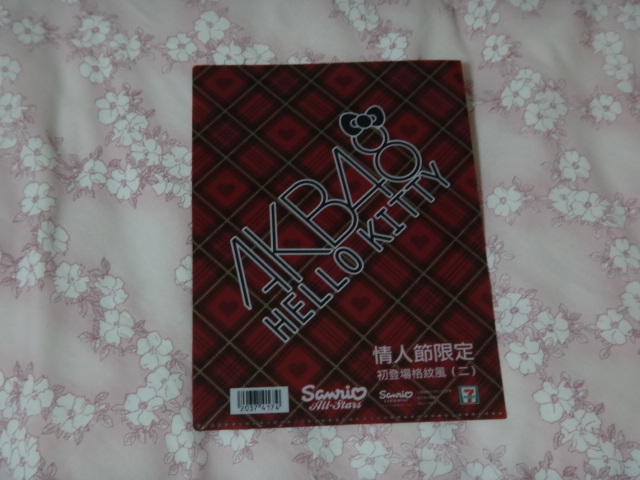 AKB48
HELLO KITTY
情人節限定
初登場格紋風（二）
Sanrio
All-Stars
Sanrio
7